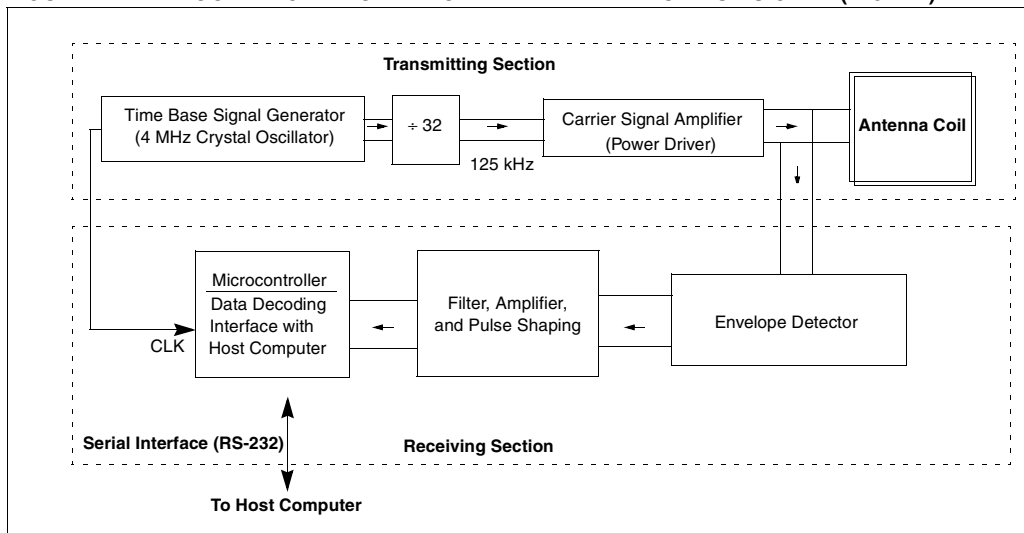 Transmitting Section
Time Base Signal Generator
(4 MHz Crystal Oscillator)
÷ 32
125 kHz
Carrier Signal Amplifier
(Power Driver)
Antenna Coil
Microcontroller
Data Decoding
Interface with
Host Computer
CLK
Filter, Amplifier,
and Pulse Shaping
Envelope Detector
Serial Interface (RS-232)
Receiving Section
To Host Computer